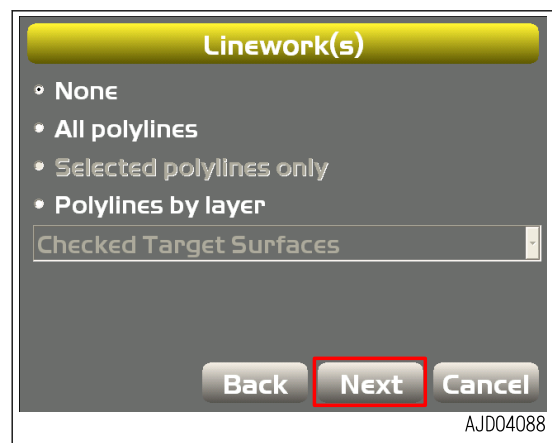 Linework(s)
None
All polylines
Selected polylines only
Polylines by layer
Checked Target Surfaces
Back Next Cancel
AJD04088